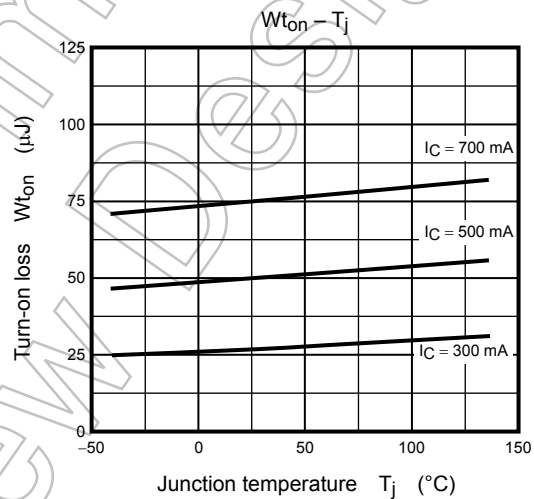 Wton – Tj
125
100
75
50
25
0
Turn-on loss Wton (μJ)
IC = 700 mA
IC = 500 mA
IC = 300 mA
–50
0
50
100
150
Junction temperature Tj (°C)